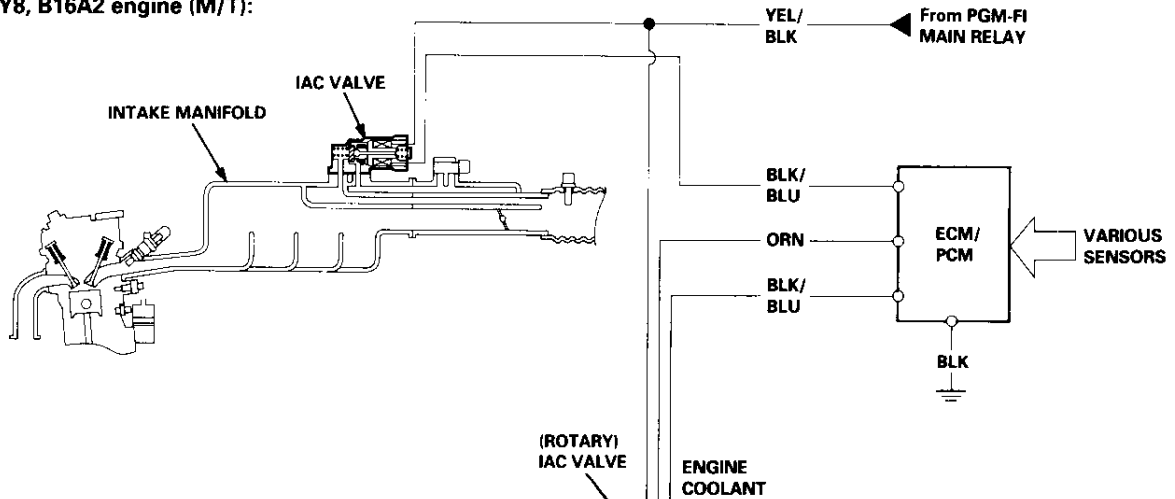 Y8, B16A2 engine (M/T):
YEL/
BLK
From PGM-FI
MAIN RELAY
IAC VALVE
INTAKE MANIFOLD
BLK/
BLU
ORN
BLK/
BLU
ECM/
PCM
VARIOUS
SENSORS
BLK
(ROTARY)
IAC VALVE
ENGINE
COOLANT